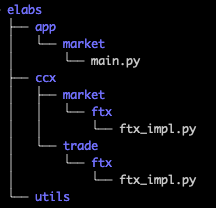 elabs
├── app
│   └── market
│       └── main.py
├── ccx
│   ├── market
│   │   └── ftx
│   │       └── ftx_impl.py
│   └── trade
│       └── ftx
│           └── ftx_impl.py
└── utils